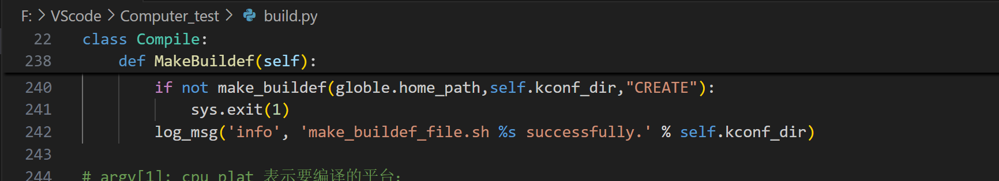 F: > VScode > Computer_test > build.py
22 class Compile:
238 def MakeBuildef(self):
240 if not make_buildef(globle.home_path,self.kconf_dir,"CREATE"):
241 sys.exit(1)
242 log_msg('info', 'make_buildef_file.sh %s successfully.' % self.kconf_dir)
243
244 # argv[1]: cpu_plat 表示要编译的平台: